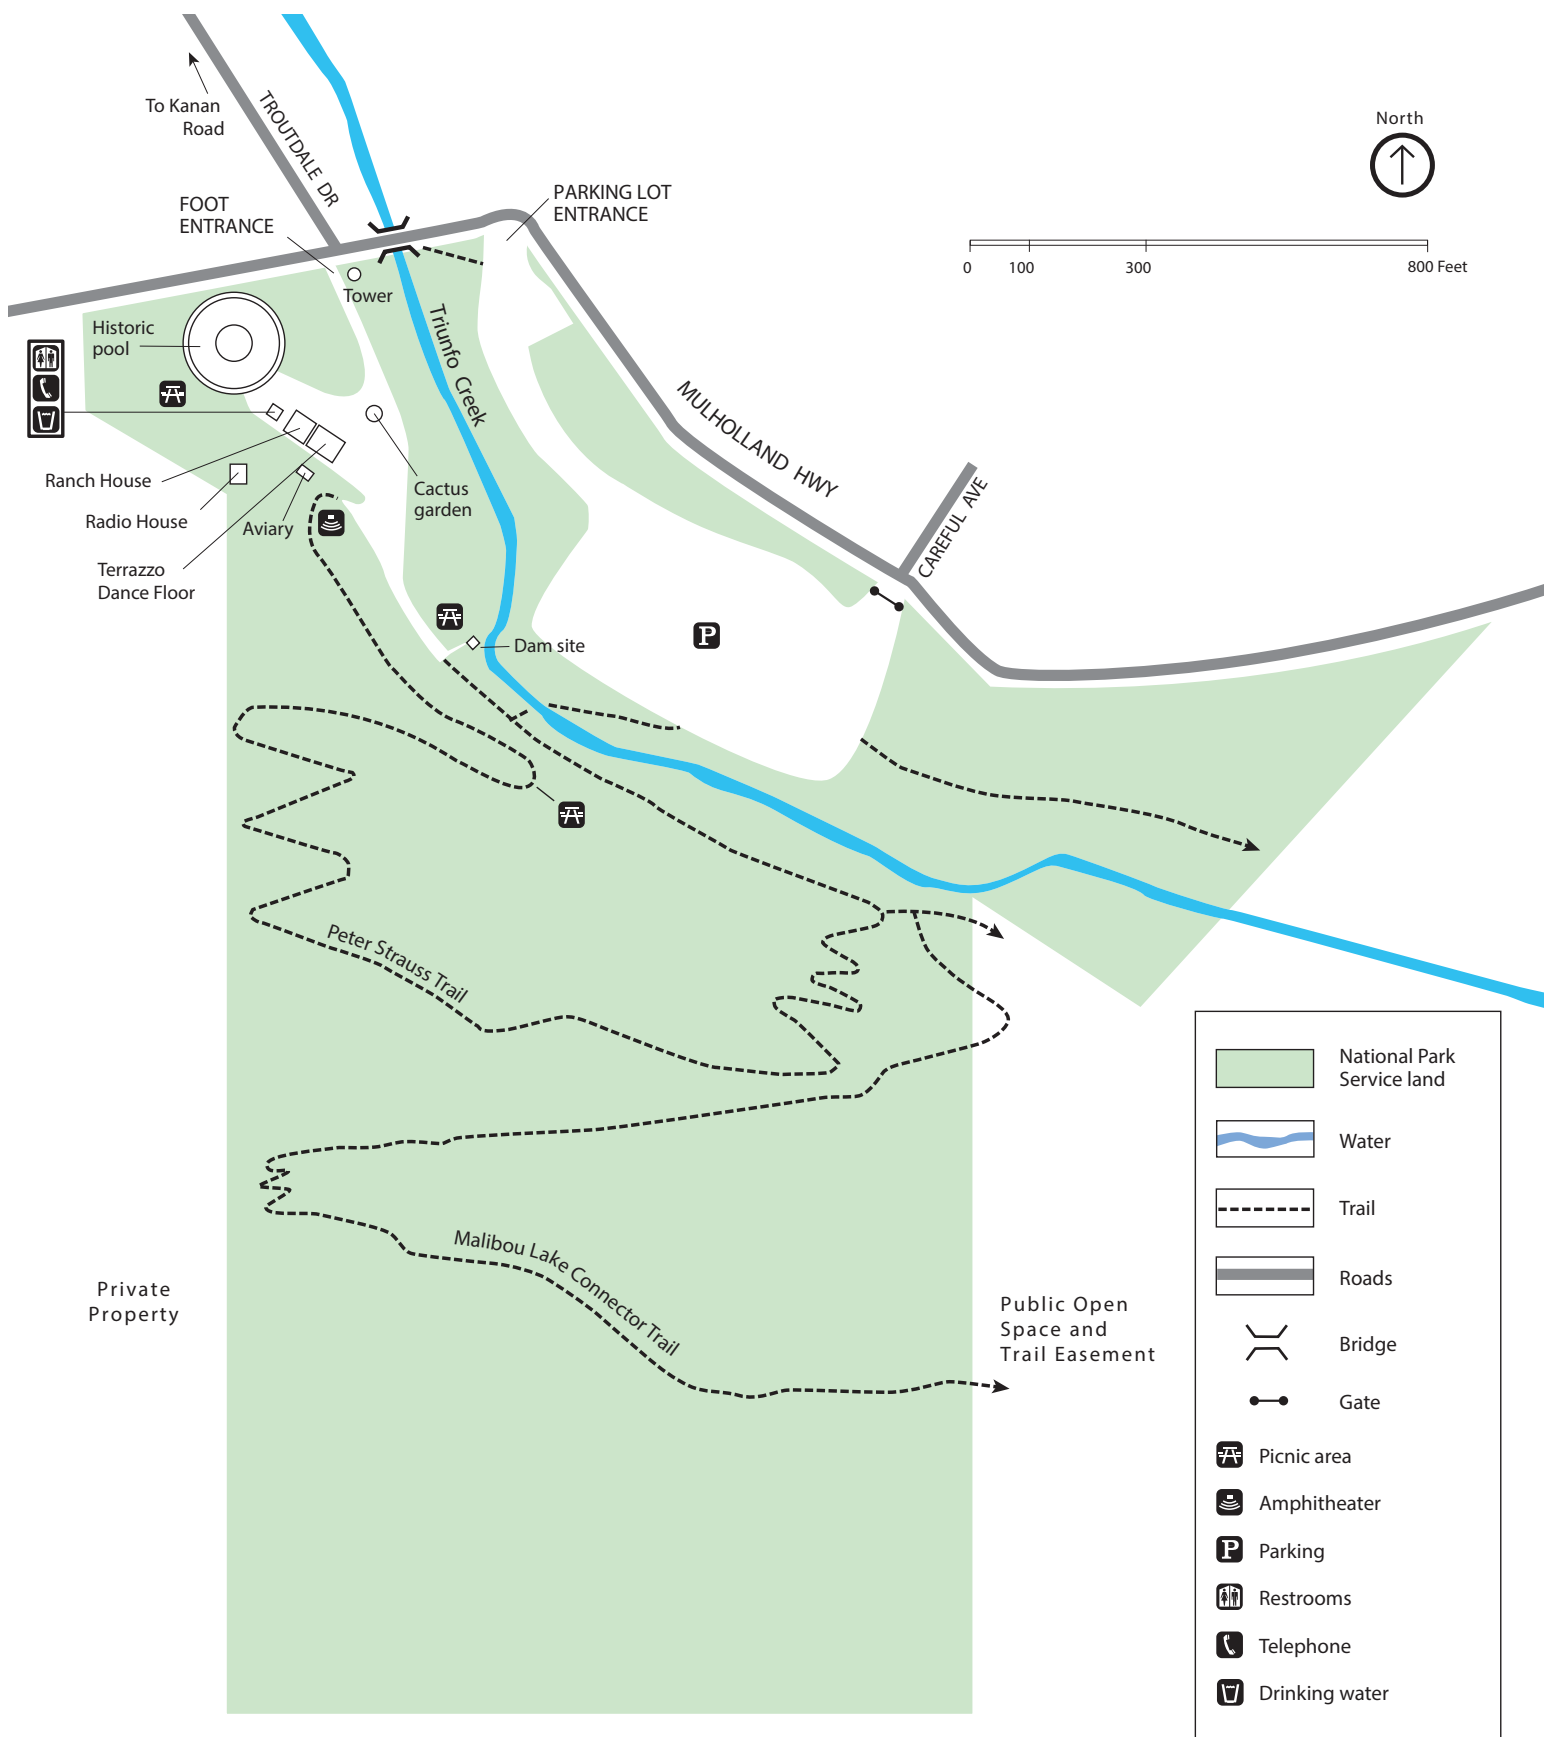 To Kanan
Road
TROUTDALE DR
FOOT
ENTRANCE
PARKING LOT
ENTRANCE
North
0 100 300 800 Feet
Tower
Historic
pool
Triunfo Creek
MULHOLLAND HWY
CAREFUL AVE
Ranch House
Radio House
Aviary
Cactus
garden
Terrazzo
Dance Floor
Dam site
P
Peter Strauss Trail
Malibou Lake Connector Trail
Private
Property
Public Open
Space and
Trail Easement
National Park
Service land
Water
Trail
Roads
Bridge
Gate
Picnic area
Amphitheater
P Parking
Restrooms
Telephone
Drinking water